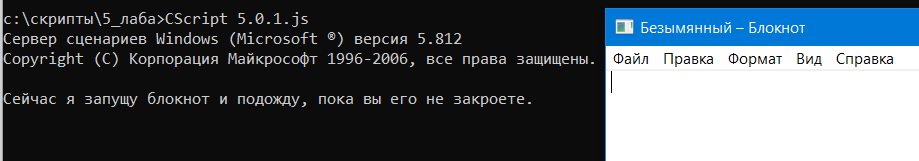 c:\скрипты\5_лаба>CScript 5.0.1.js
Сервер сценариев Windows (Microsoft ®) версия 5.812
Copyright (C) Корпорация Майкрософт 1996-2006, все права защищены.
Сейчас я запущу блокнот и подожду, пока вы его не закроете.
Безымянный – Блокнот
Файл Правка Формат Вид Справка